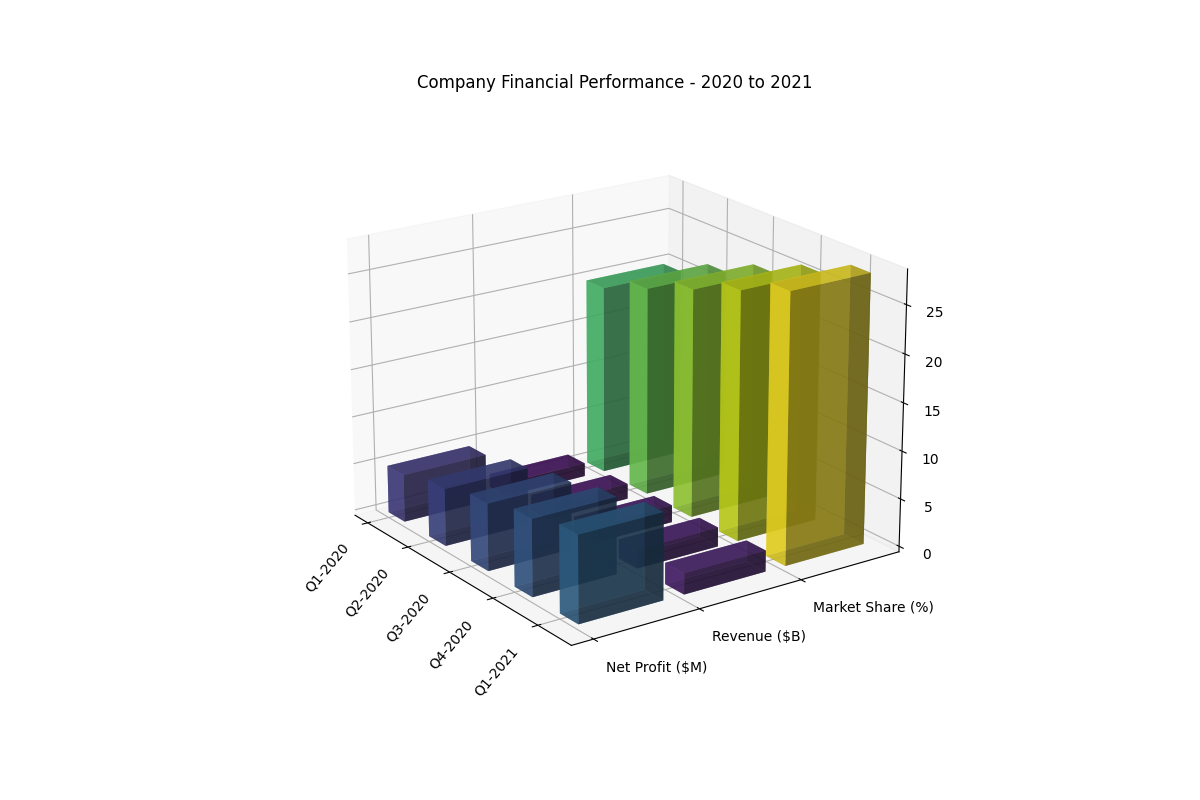 Company Financial Performance - 2020 to 2021
25
20
15
10
5
0
Q1-2020
Q2-2020
Q3-2020
Q4-2020
Q1-2021
Market Share (%)
Revenue ($B)
Net Profit ($M)